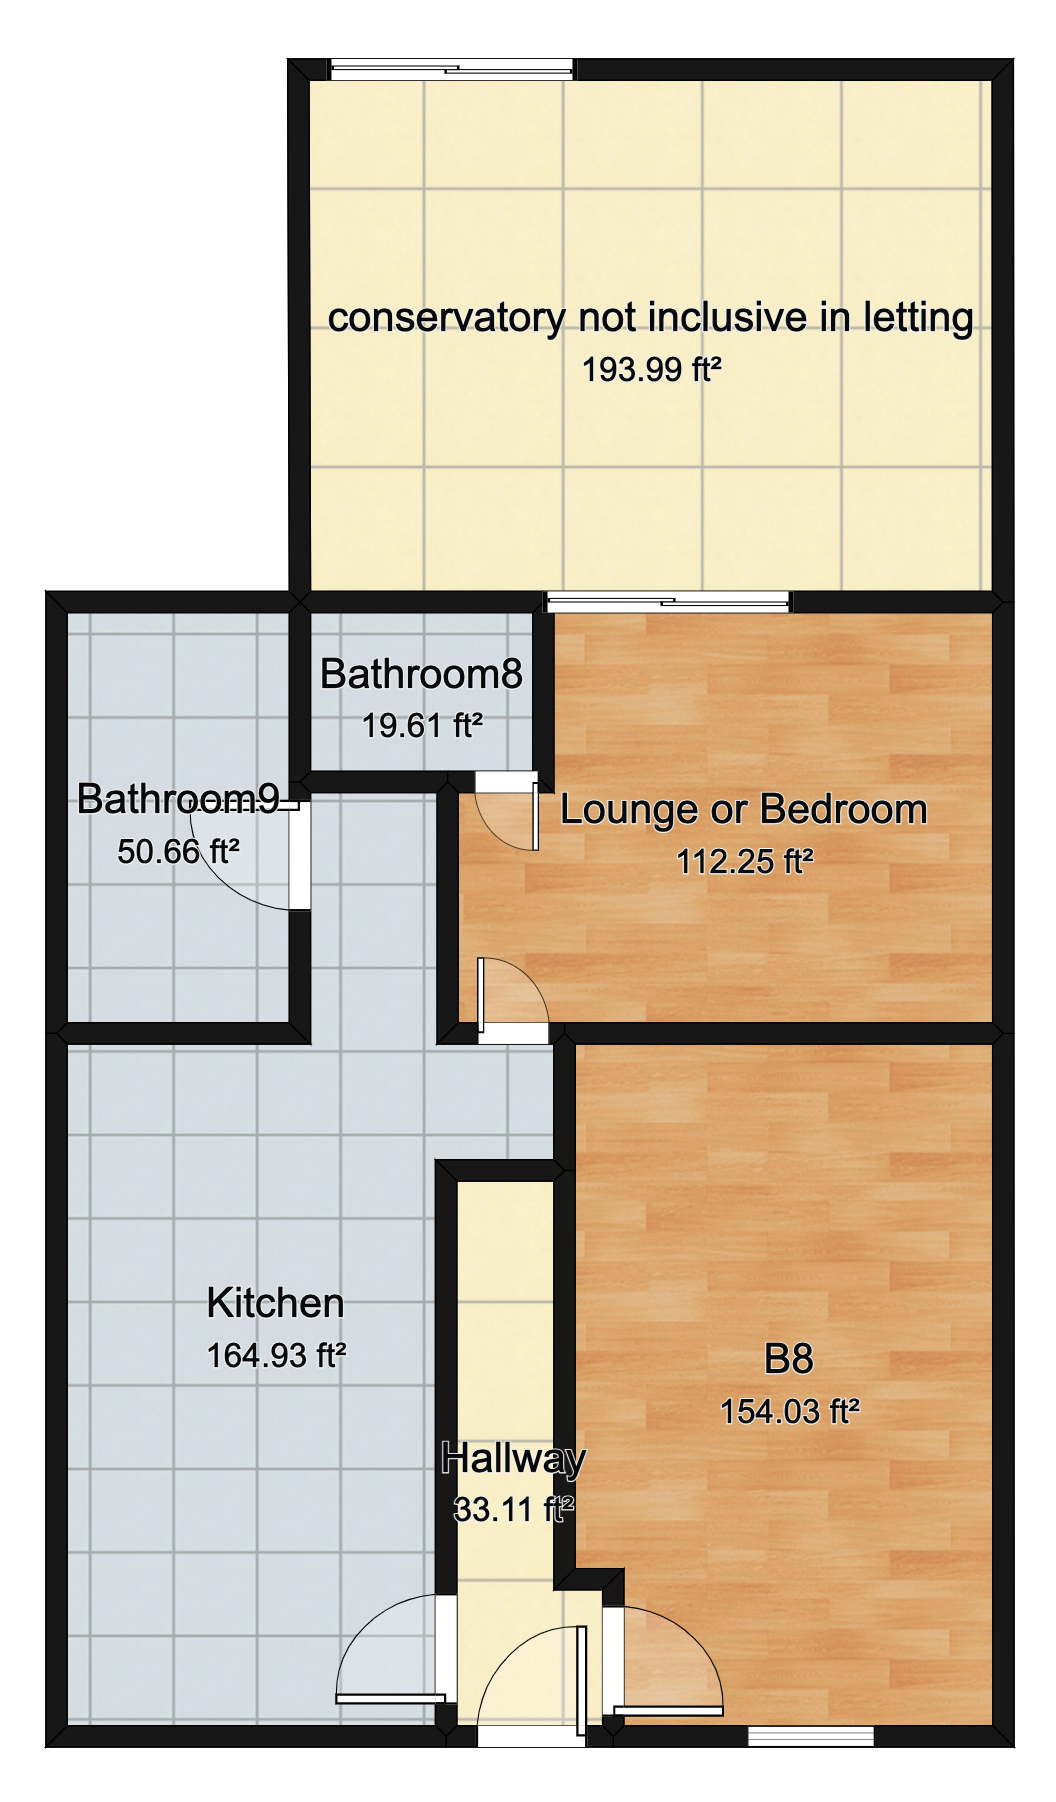 conservatory not inclusive in letting
193.99 ft²
Bathroom8
19.61 ft²
Bathroom9
50.66 ft²
Lounge or Bedroom
112.25 ft²
Kitchen
164.93 ft²
B8
154.03 ft²
Hallway
33.11 ft²